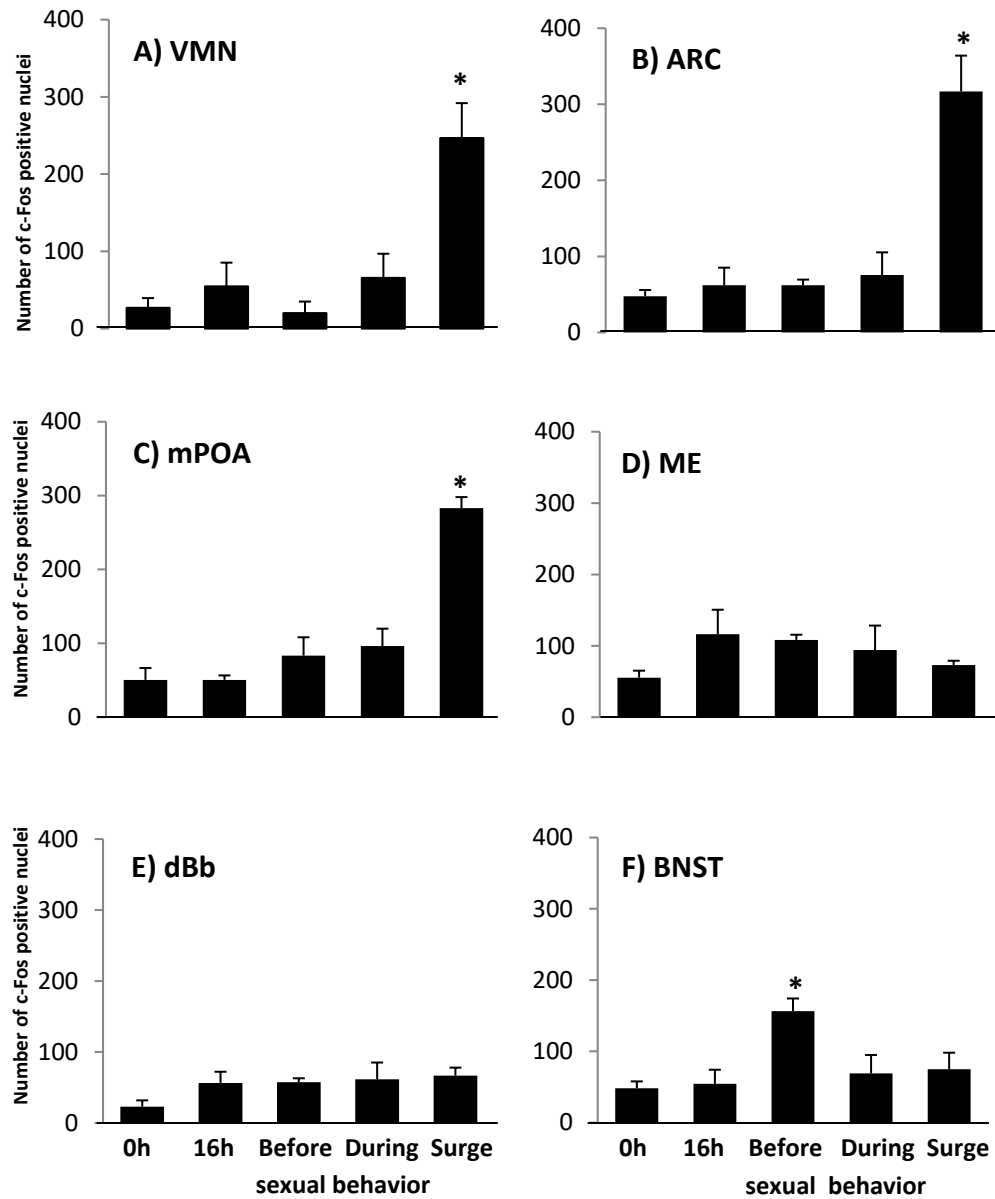 Number of c-Fos positive nuclei
400
300
200
100
0
A) VMN
*
400
300
200
100
0
B) ARC
*
Number of c-Fos positive nuclei
400
300
200
100
0
C) mPOA
*
400
300
200
100
0
D) ME
Number of c-Fos positive nuclei
400
300
200
100
0
E) dBb
0h 16h Before During Surge
sexual behavior
400
300
200
100
0
F) BNST
*
0h 16h Before During Surge
sexual behavior